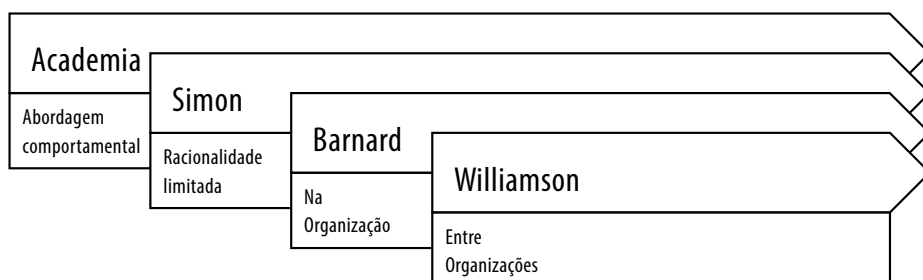 Academia
Abordagem
comportamental
Simon
Racionalidade
limitada
Barnard
Na
Organização
Williamson
Entre
Organizações